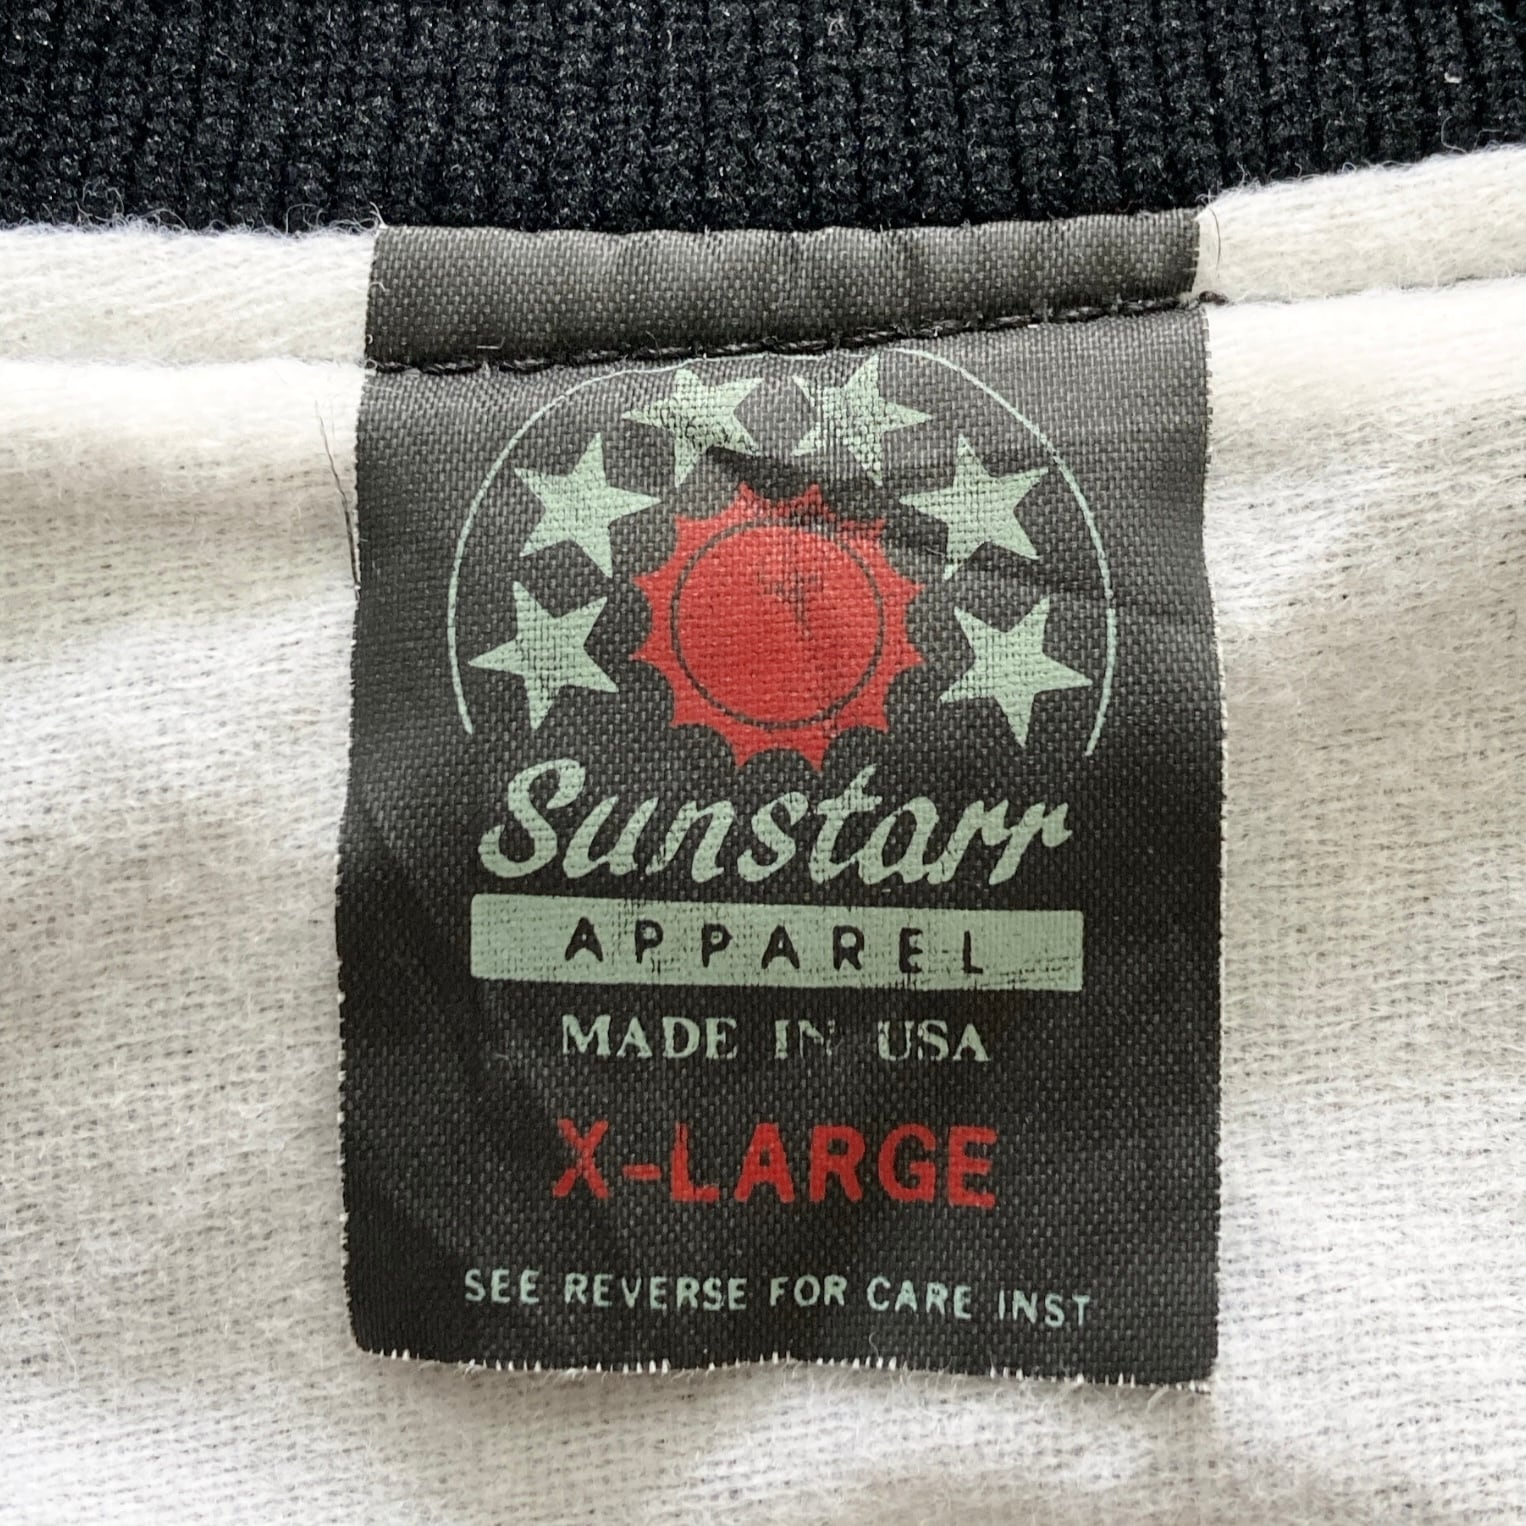 Sunstarr
APPAREL
MADE IN USA
X-LARGE
SEE REVERSE FOR CARE INST